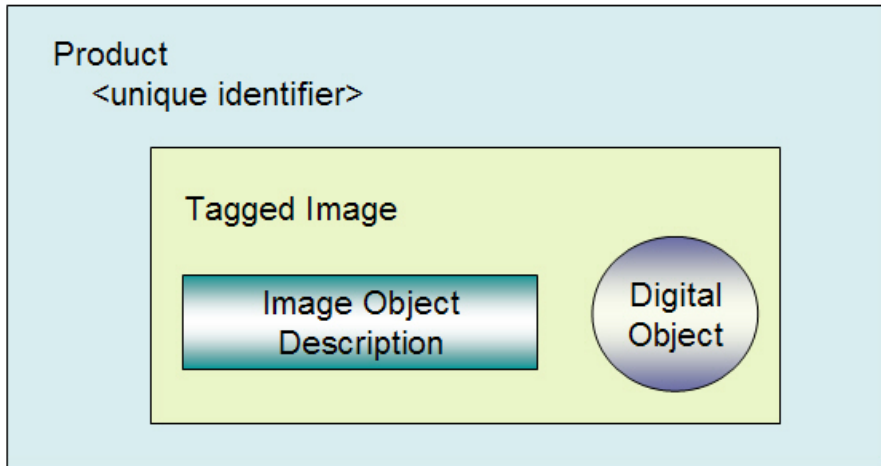 Product
<unique identifier>
Tagged Image
Image Object
Description
Digital
Object